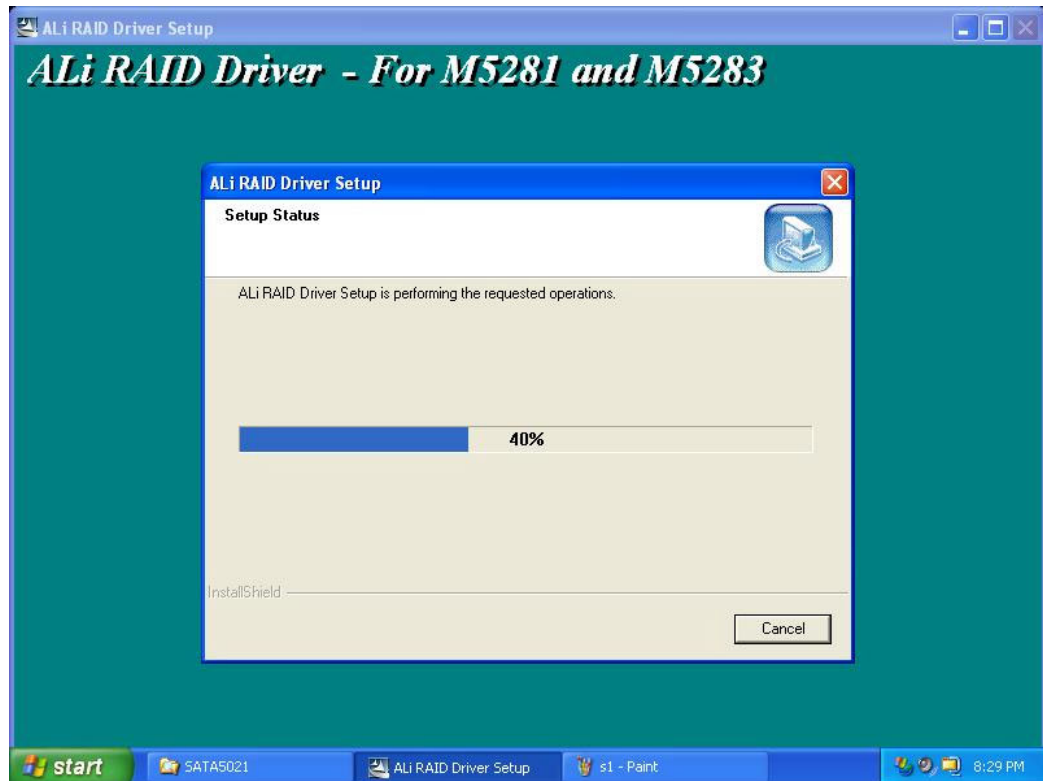 ALi RAID Driver Setup
ALi RAID Driver - For M5281 and M5283
ALi RAID Driver Setup
Setup Status
ALi RAID Driver Setup is performing the requested operations.
40%
InstallShield
Cancel
start
SATA5021
ALi RAID Driver Setup
s1 - Paint
8:29 PM